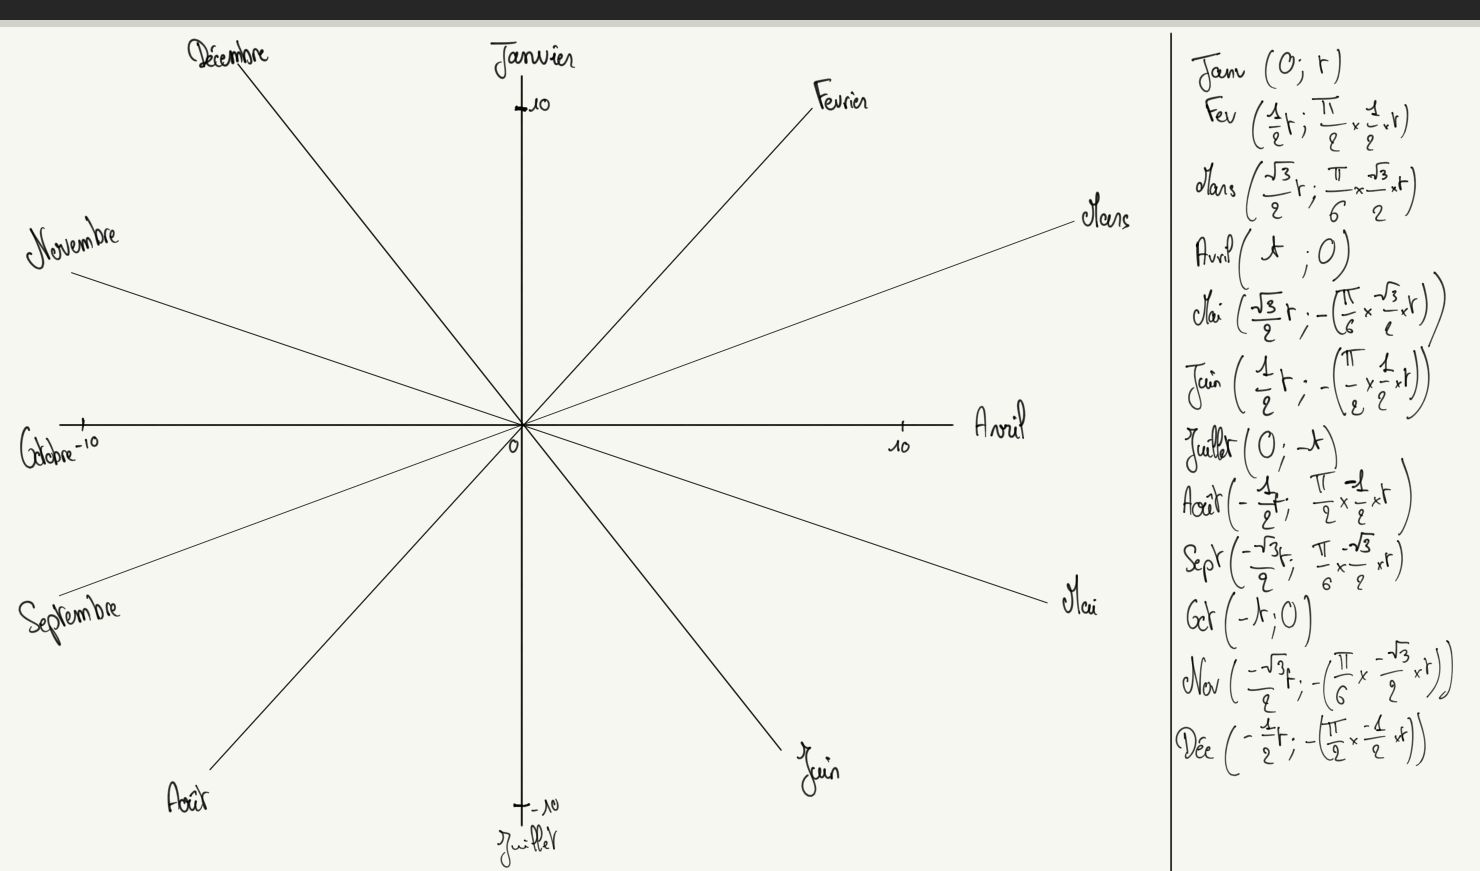 Décembre
Janvier
Fevrier
10
Mars
Novembre
Octobre
-10
0
10
Avril
Septembre
Mai
Août
Juin
-10
Juillet
Janv (0; r)
Fev (1/2 r; π/2 × 1/2 × r)
Mars (√3/2 r; π/6 × √3/2 × r)
Avril (r ; 0)
Mai (√3/2 r; -(π/6 × √3/2 × r))
Juin (1/2 r; -(π/2 × 1/2 × r))
Juillet (0; -r)
Août (-1/2 r; π/2 × -1/2 × r)
Sept (-√3/2 r; π/6 × -√3/2 × r)
Oct (-r; 0)
Nov (-√3/2 r; -(π/6 × -√3/2 × r))
Déc (-1/2 r; -(π/2 × -1/2 × r))